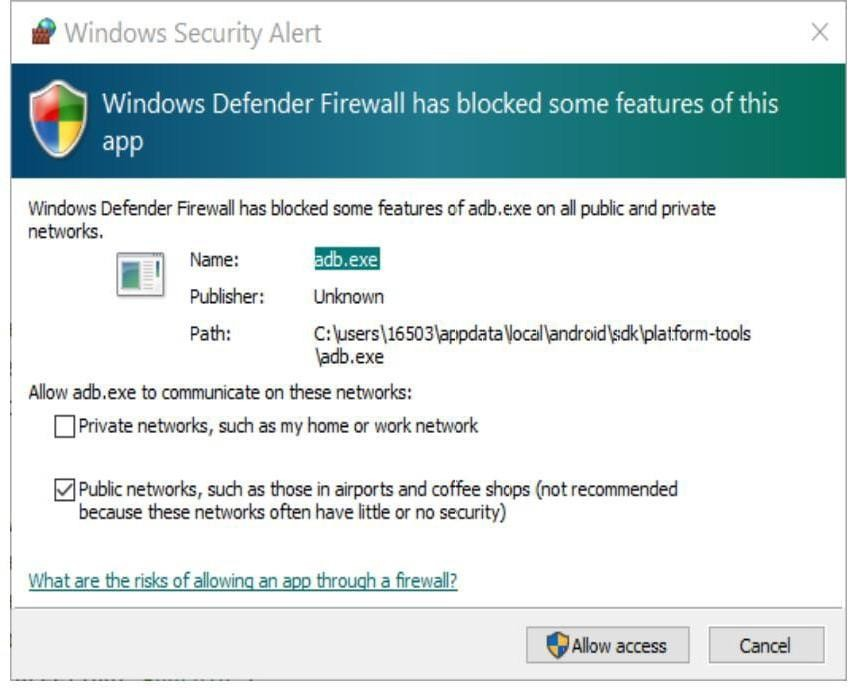 Windows Security Alert
Windows Defender Firewall has blocked some features of this
app
Windows Defender Firewall has blocked some features of adb.exe on all public and private
networks.
Name: adb.exe
Publisher: Unknown
Path: C:\users\16503\appdata\local\android\sdk\platform-tools
\adb.exe
Allow adb.exe to communicate on these networks:
Private networks, such as my home or work network
Public networks, such as those in airports and coffee shops (not recommended
because these networks often have little or no security)
What are the risks of allowing an app through a firewall?
Allow access Cancel